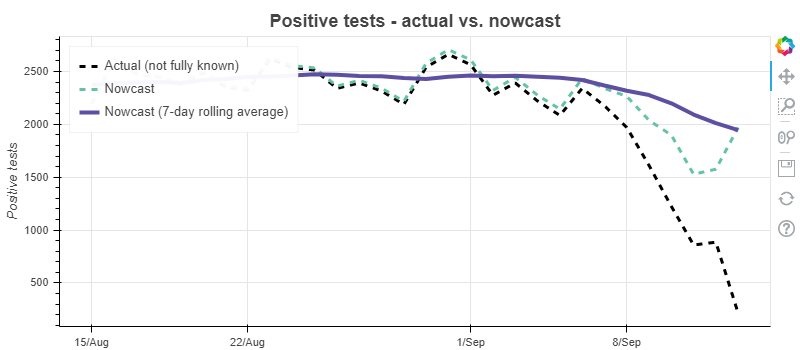 Positive tests - actual vs. nowcast
Actual (not fully known)
Nowcast
Nowcast (7-day rolling average)
Positive tests
2500
2000
1500
1000
500
15/Aug
22/Aug
1/Sep
8/Sep